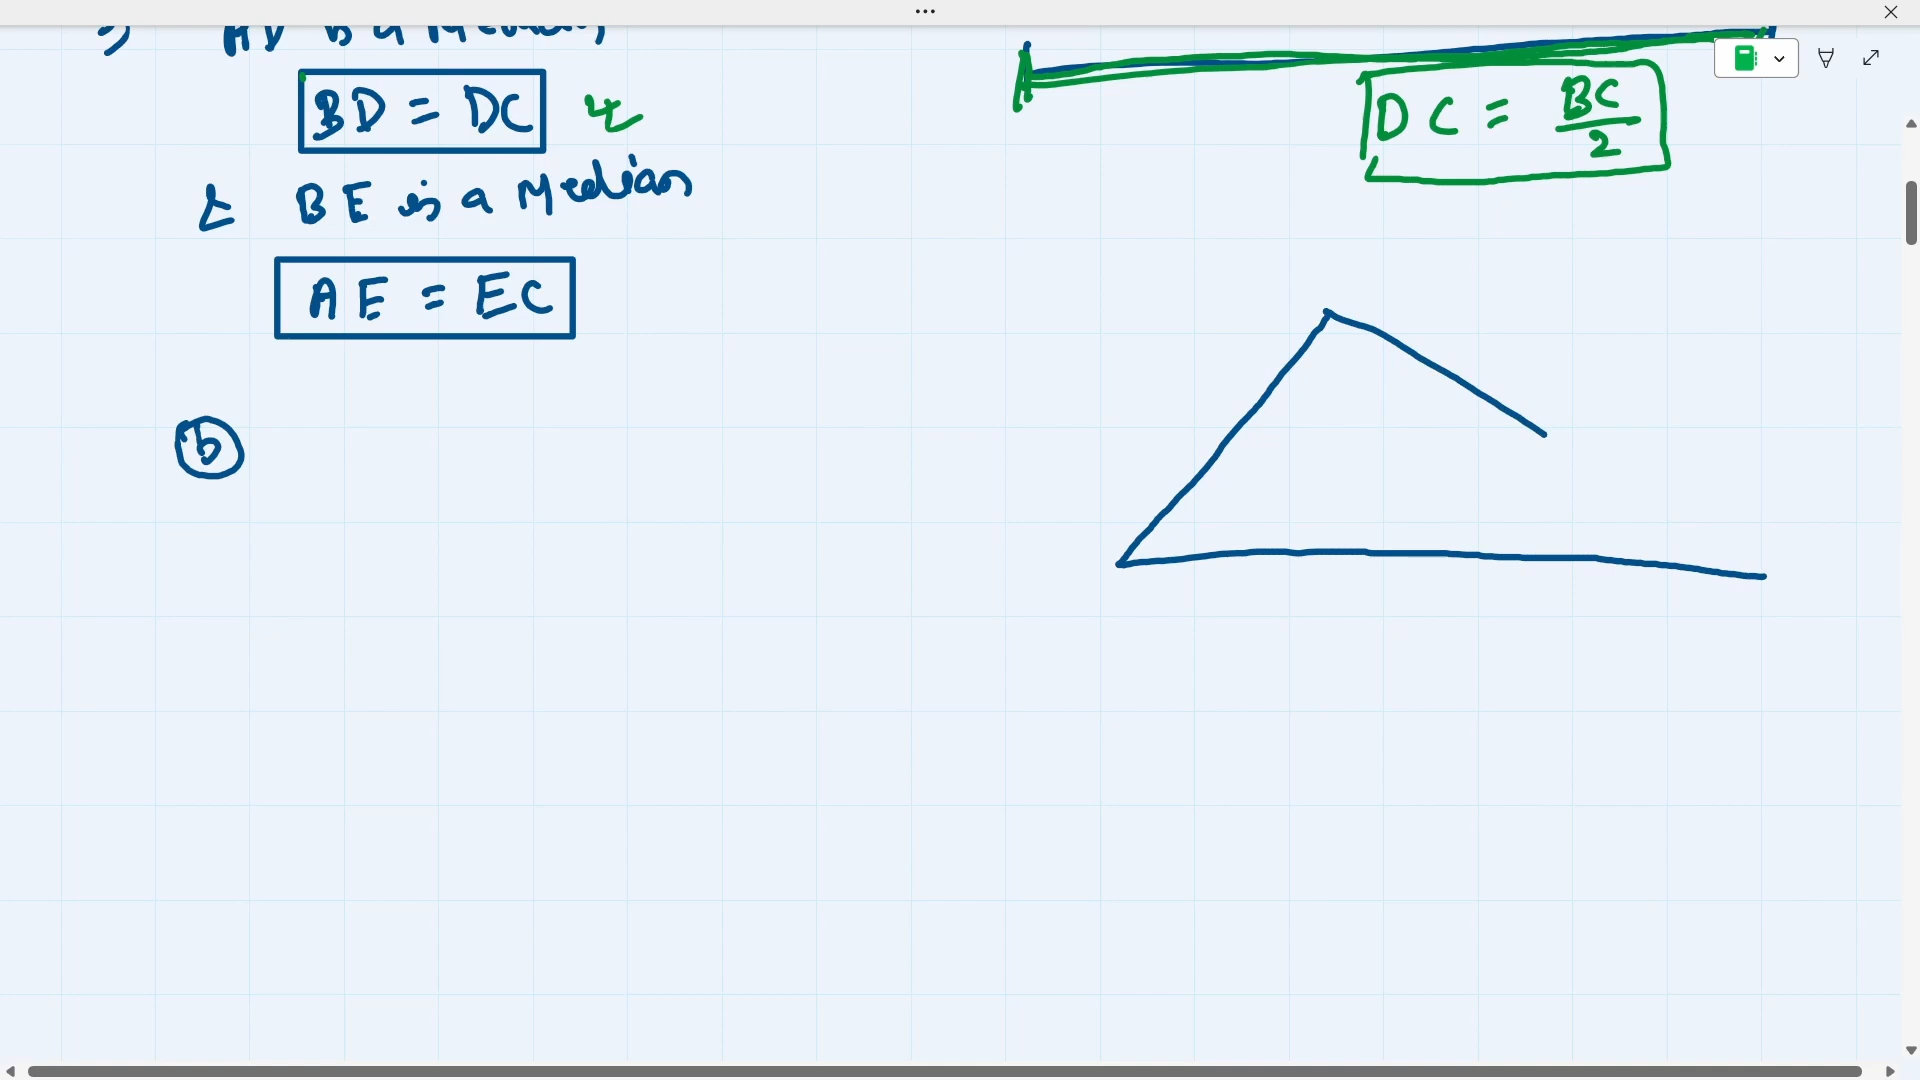 BD = DC
& BE is a Median
AE = EC
b
DC = BC/2